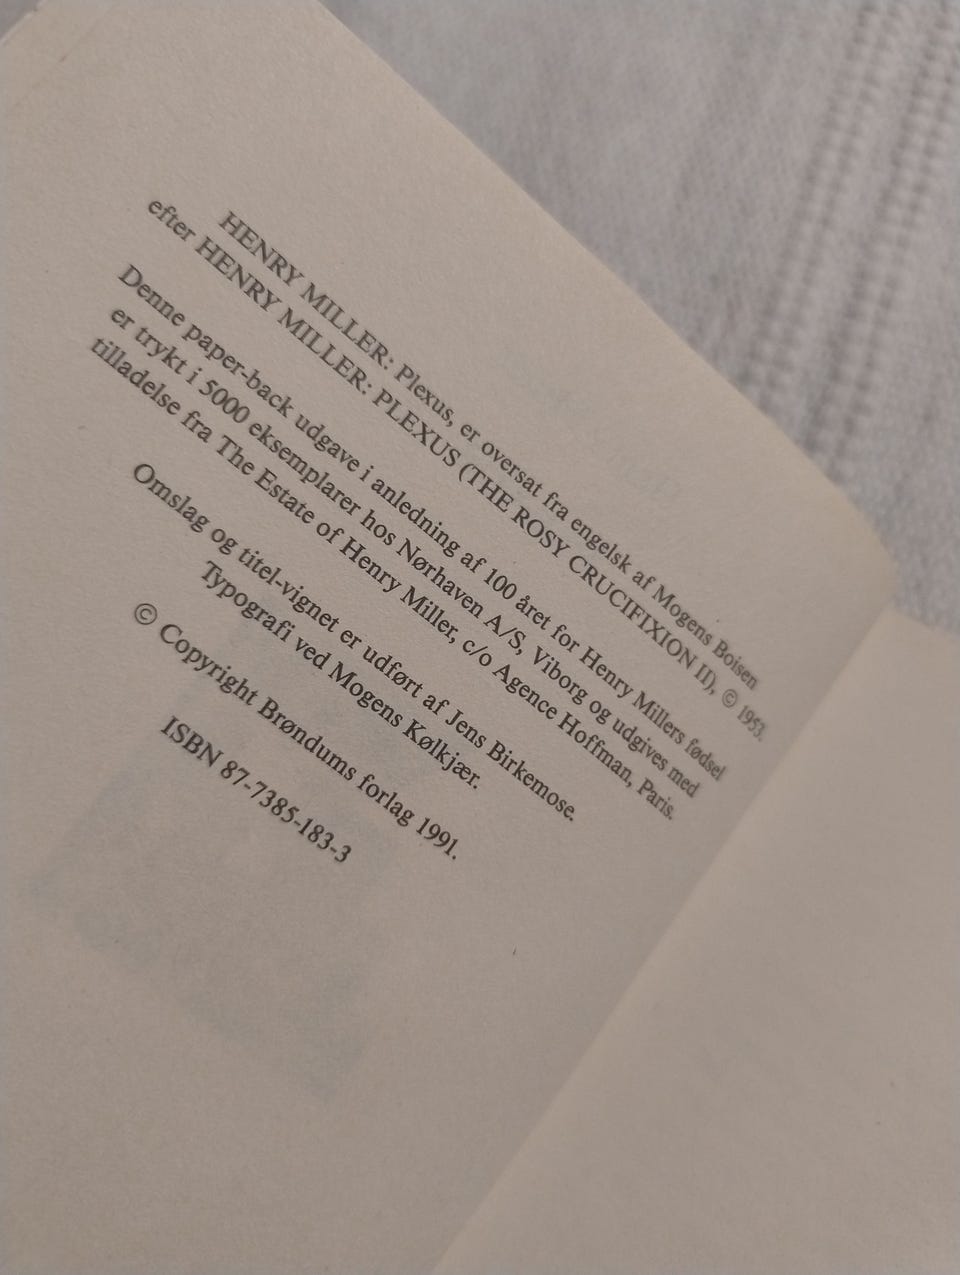 HENRY MILLER: Plexus, er oversat fra engelsk af Mogens Boisen
efter HENRY MILLER: PLEXUS (THE ROSY CRUCIFIXION II), © 1953.
Denne paper-back udgave i anledning af 100 året for Henry Millers fødsel
er trykt i 5000 eksemplarer hos Nørhaven A/S, Viborg og udgives med
tilladelse fra The Estate of Henry Miller, c/o Agence Hoffman, Paris.
Omslag og titel-vignet er udført af Jens Birkemose.
Typografi ved Mogens Kølkjær.
© Copyright Brøndums forlag 1991.
ISBN 87-7385-183-3